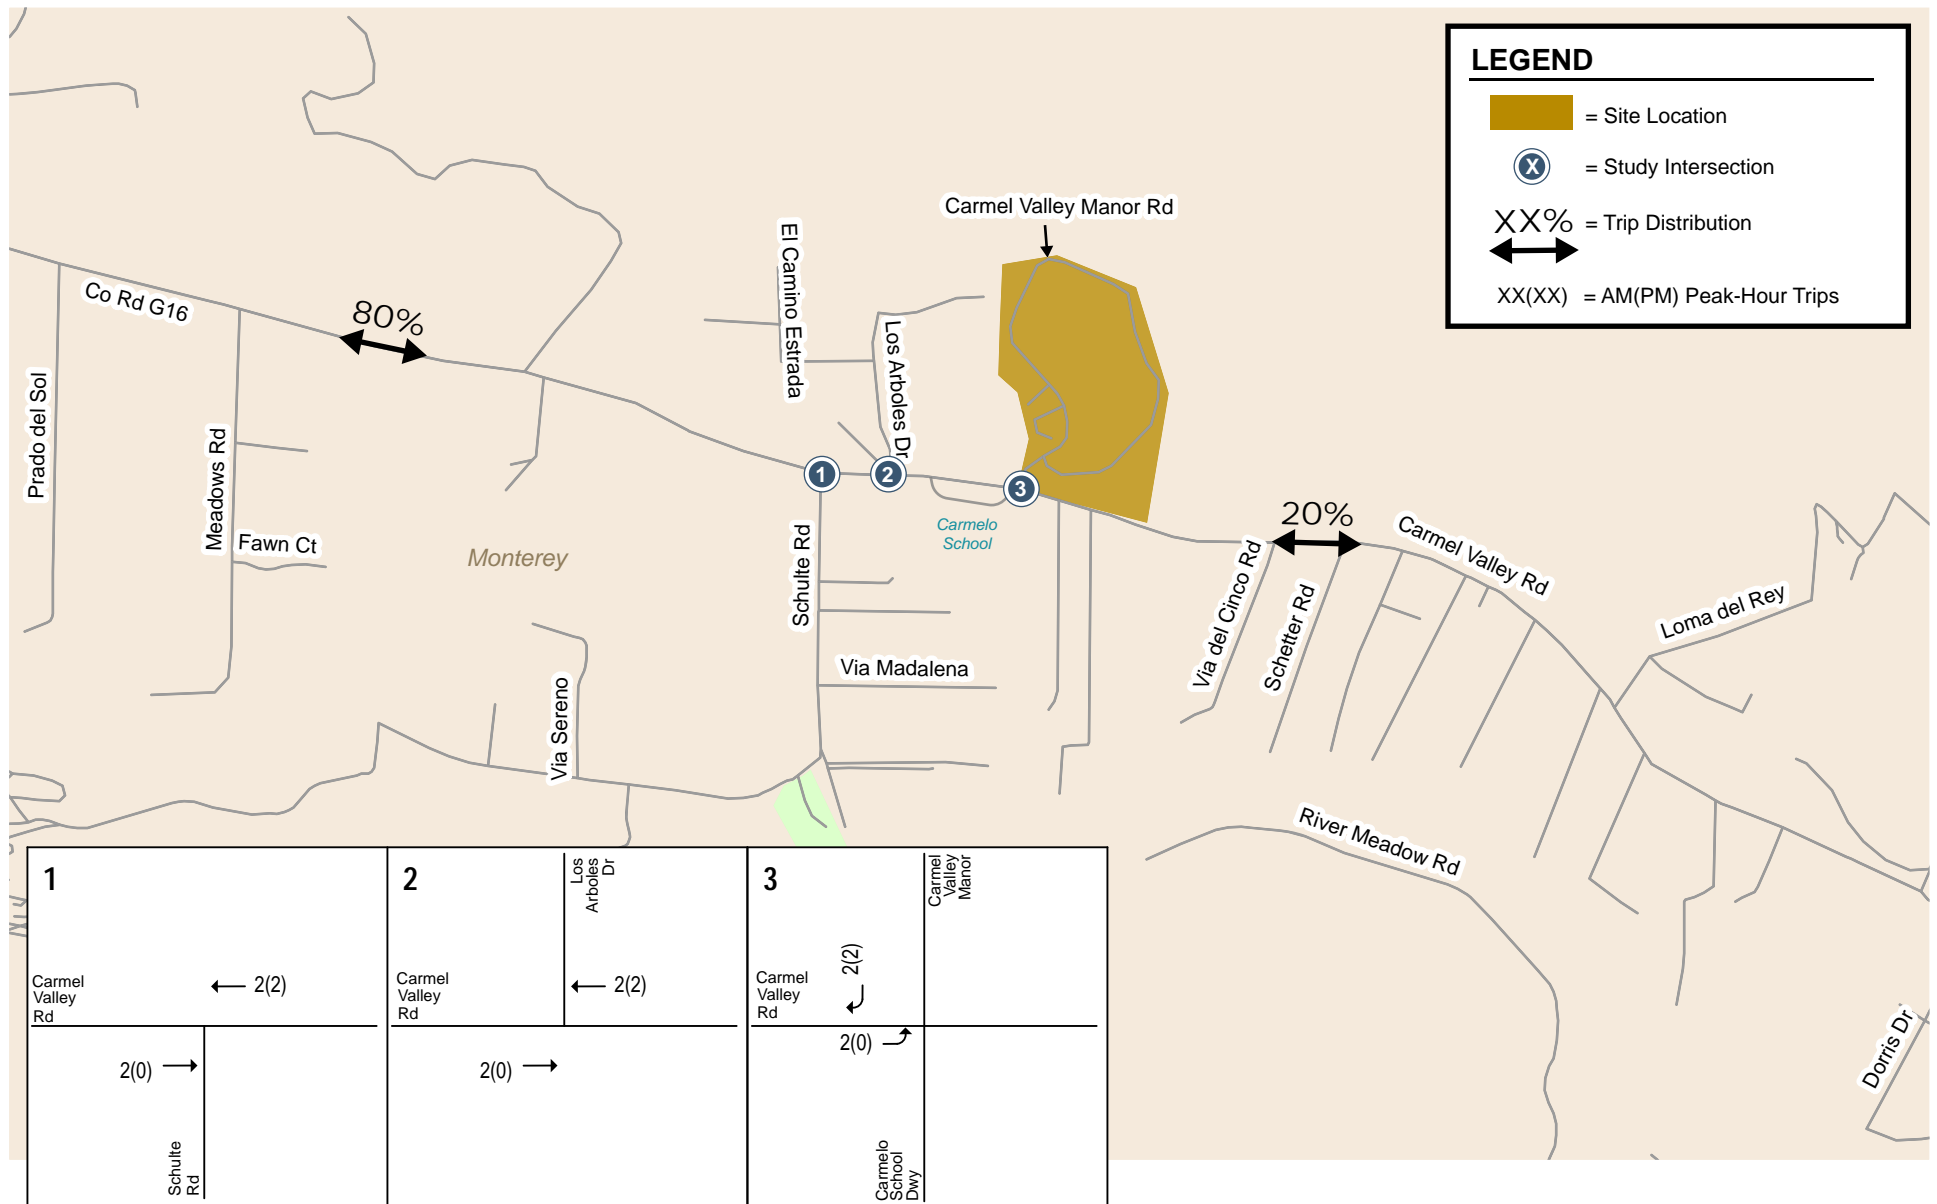 LEGEND
= Site Location
X
= Study Intersection
XX%
= Trip Distribution
XX(XX)
= AM(PM) Peak-Hour Trips
Carmel Valley Manor Rd
El Camino Estrada
Los Arboles Dr
Co Rd G16
80%
Prado del Sol
Meadows Rd
Fawn Ct
Monterey
1
2
3
Carmelo
School
Schulte Rd
20%
Carmel Valley Rd
Via del Cinco Rd
Schetter Rd
Loma del Rey
Via Madalena
Via Sereno
River Meadow Rd
Dorris Dr
1
Carmel
Valley
Rd
2(2)
2(0)
Schulte
Rd
2
Los
Arboles
Dr
Carmel
Valley
Rd
2(2)
2(0)
3
Carmel
Valley
Manor
2(2)
Carmel
Valley
Rd
2(0)
Carmelo
School
Dwy